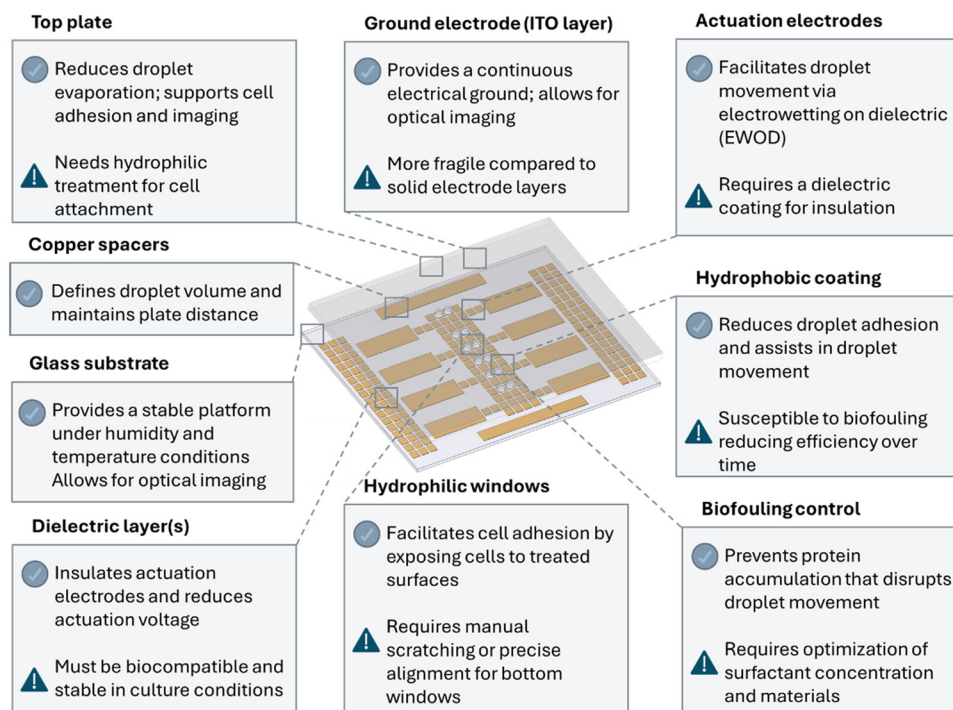 Top plate
Reduces droplet
evaporation; supports cell
adhesion and imaging
Needs hydrophilic
treatment for cell
attachment
Ground electrode (ITO layer)
Provides a continuous
electrical ground; allows for
optical imaging
More fragile compared to
solid electrode layers
Actuation electrodes
Facilitates droplet
movement via
electrowetting on dielectric
(EWOD)
Requires a dielectric
coating for insulation
Copper spacers
Defines droplet volume and
maintains plate distance
Hydrophobic coating
Reduces droplet adhesion
and assists in droplet
movement
Susceptible to biofouling
reducing efficiency over
time
Glass substrate
Provides a stable platform
under humidity and
temperature conditions
Allows for optical imaging
Dielectric layer(s)
Insulates actuation
electrodes and reduces
actuation voltage
Must be biocompatible and
stable in culture conditions
Hydrophilic windows
Facilitates cell adhesion by
exposing cells to treated
surfaces
Requires manual
scratching or precise
alignment for bottom
windows
Biofouling control
Prevents protein
accumulation that disrupts
droplet movement
Requires optimization of
surfactant concentration
and materials